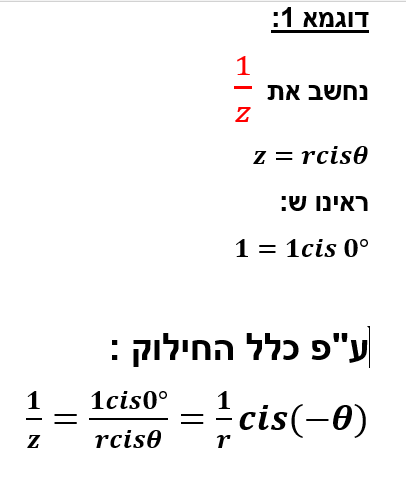 דוגמא 1:
נחשב את 1/z
z = rcisθ
ראינו ש:
1 = 1cis 0°
ע"פ כלל החילוק :
1/z = 1cis0°/rcisθ = 1/r cis(−θ)